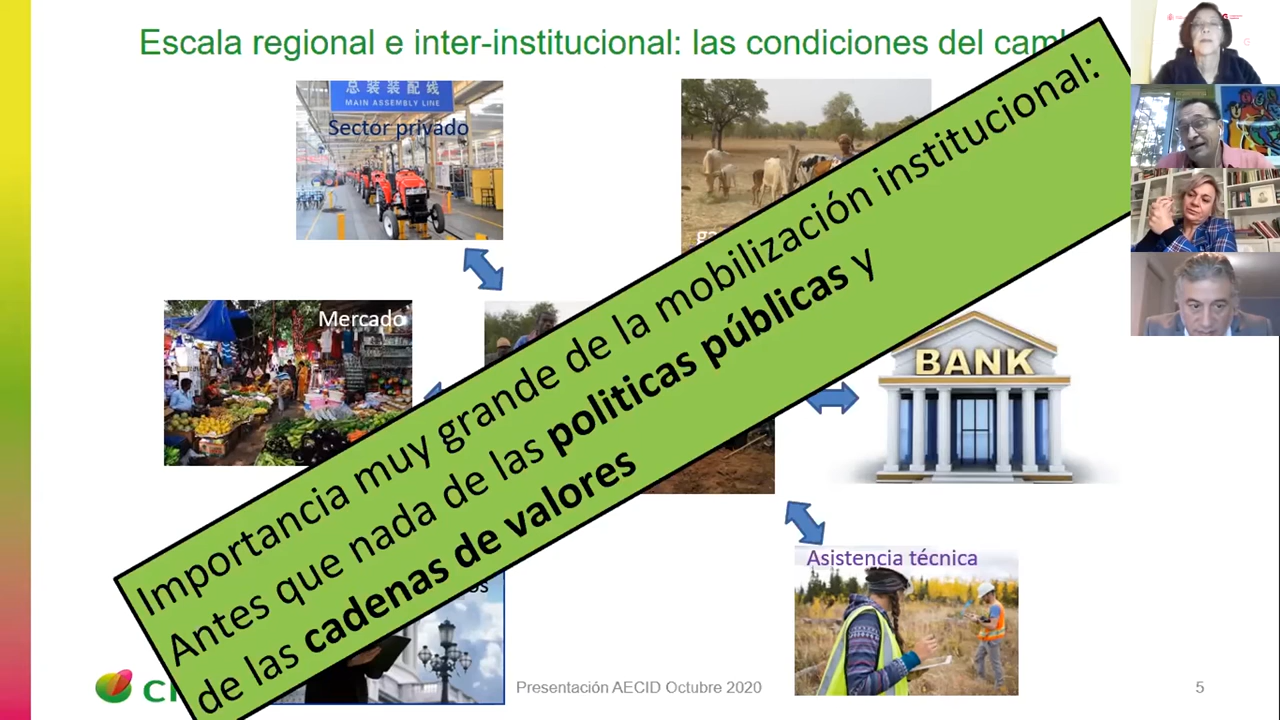 Escala regional e inter-institucional: las condiciones del
总装装配线
MAIN ASSEMBLY LINE
Sector privado
Mercado
BANK
Importancia muy grande de la mobilización institucional:
Antes que nada de las políticas públicas y
de las cadenas de valores
Asistencia técnica
Presentación AECID Octubre 2020
5